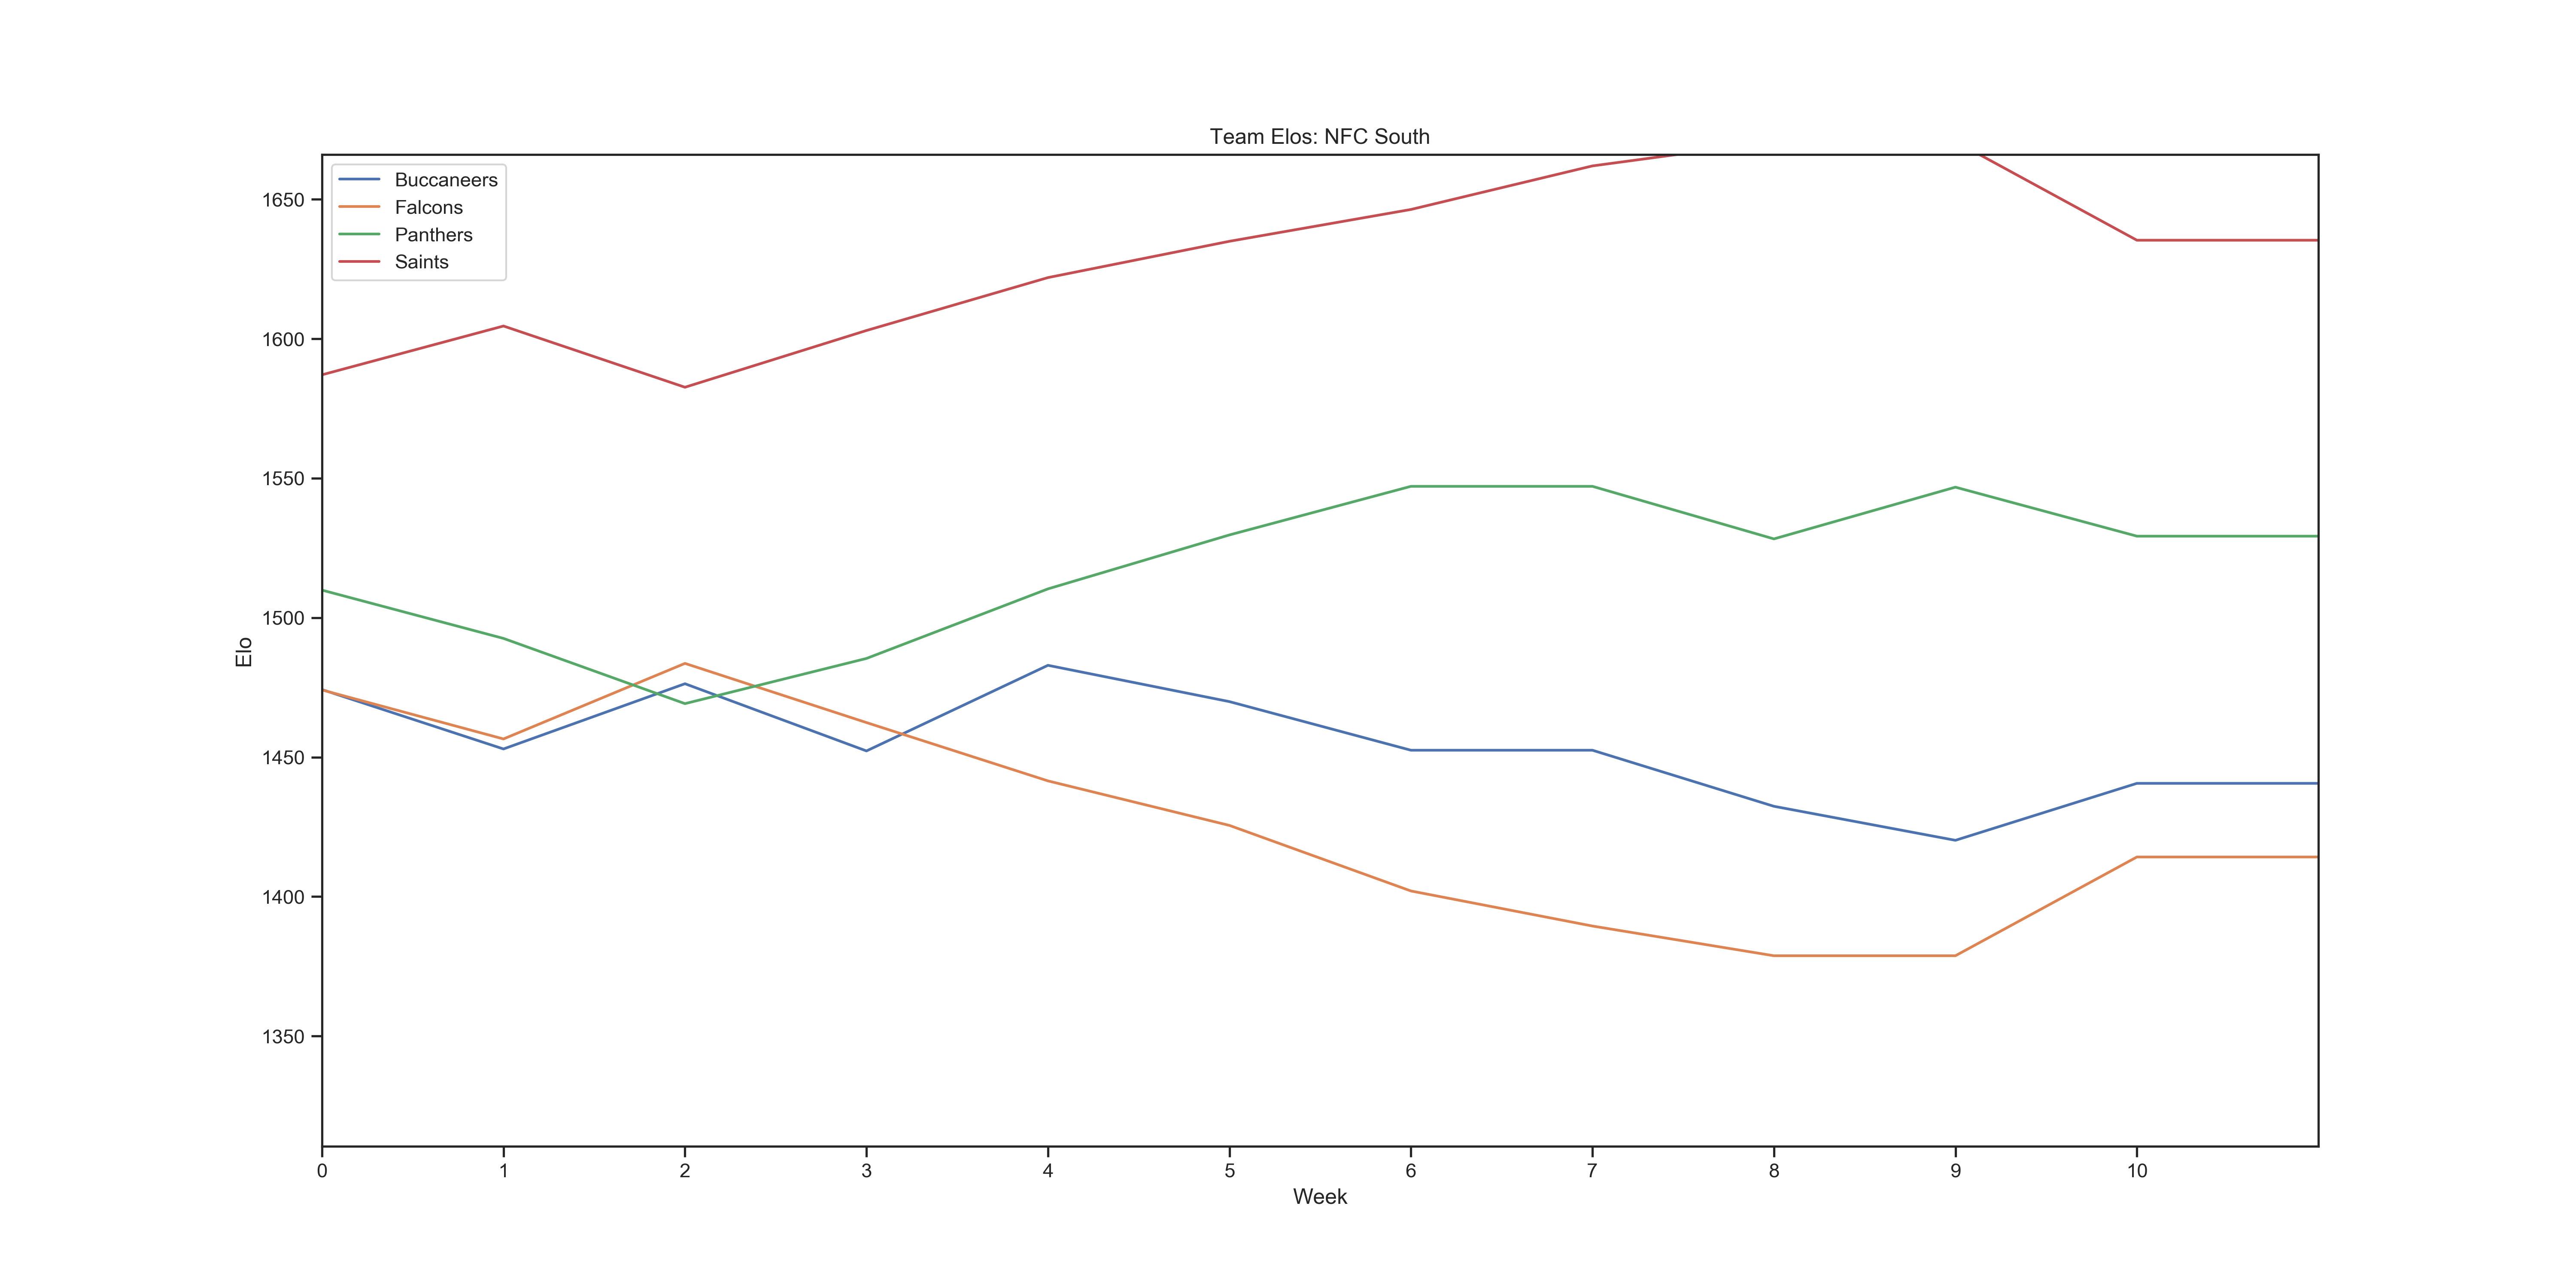 Team Elos: NFC South
Buccaneers
Falcons
Panthers
Saints
1650
1600
1550
1500
1450
1400
1350
Elo
0 1 2 3 4 5 6 7 8 9 10
Week